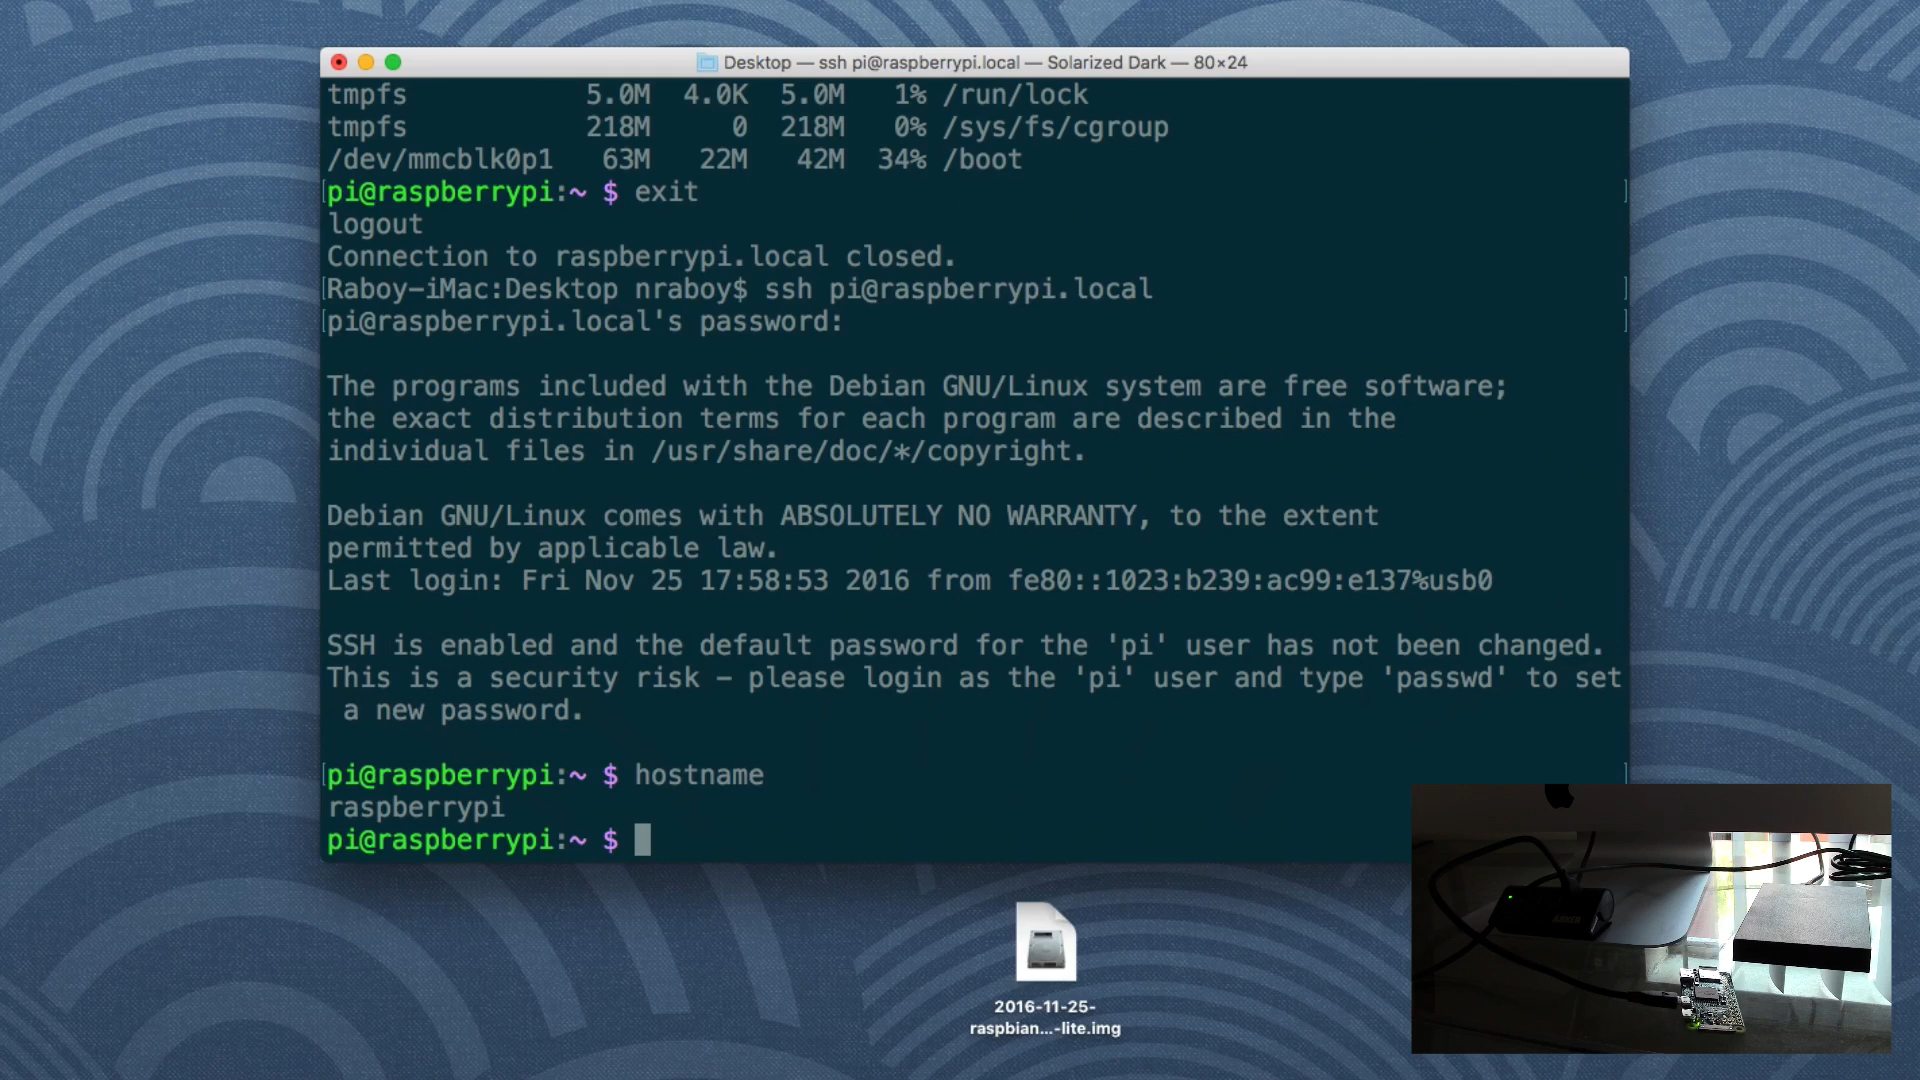 Desktop — ssh pi@raspberrypi.local — Solarized Dark — 80×24
tmpfs 5.0M 4.0K 5.0M 1% /run/lock
tmpfs 218M 0 218M 0% /sys/fs/cgroup
/dev/mmcblk0p1 63M 22M 42M 34% /boot
[pi@raspberrypi:~ $ exit ]
logout
Connection to raspberrypi.local closed.
[Raboy-iMac:Desktop nraboy$ ssh pi@raspberrypi.local ]
[pi@raspberrypi.local's password: ]
The programs included with the Debian GNU/Linux system are free software;
the exact distribution terms for each program are described in the
individual files in /usr/share/doc/*/copyright.
Debian GNU/Linux comes with ABSOLUTELY NO WARRANTY, to the extent
permitted by applicable law.
Last login: Fri Nov 25 17:58:53 2016 from fe80::1023:b239:ac99:e137%usb0
SSH is enabled and the default password for the 'pi' user has not been changed.
This is a security risk - please login as the 'pi' user and type 'passwd' to set
a new password.
[pi@raspberrypi:~ $ hostname ]
raspberrypi
pi@raspberrypi:~ $
ANKER
2016-11-25-
raspbian...-lite.img